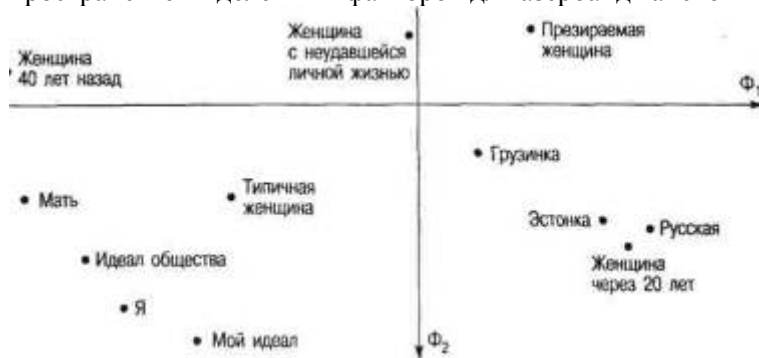 Женщина
40 лет назад
Женщина
с неудавшейся
личной жизнью
Презираемая
женщина
Ф₁
Грузинка
Мать
Типичная
женщина
Эстонка
Русская
Женщина
через 20 лет
Идеал общества
Я
Мой идеал
Ф₂